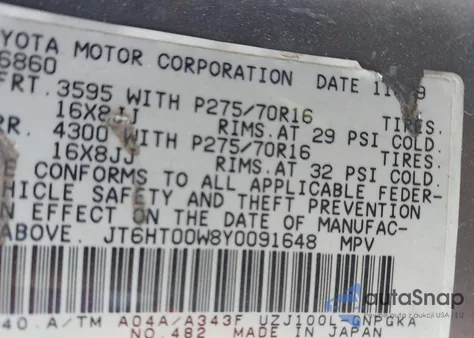 YOTA MOTOR CORPORATION DATE 11
6860
FRT. 3595 WITH P275/70R16 TIRES.
16X8JJ RIMS.AT 29 PSI COLD.
RR. 4300 WITH P275/70R16 TIRES.
16X8JJ RIMS.AT 32 PSI COLD.
E CONFORMS TO ALL APPLICABLE FEDER-
HICLE SAFETY AND THEFT PREVENTION
N EFFECT ON THE DATE OF MANUFAC-
ABOVE. JT6HT00W8Y0091648 MPV
40.A/TM A04A/A343F UZJ100L-GNPGKA
NO.482 MADE IN JAPAN
autaSnap